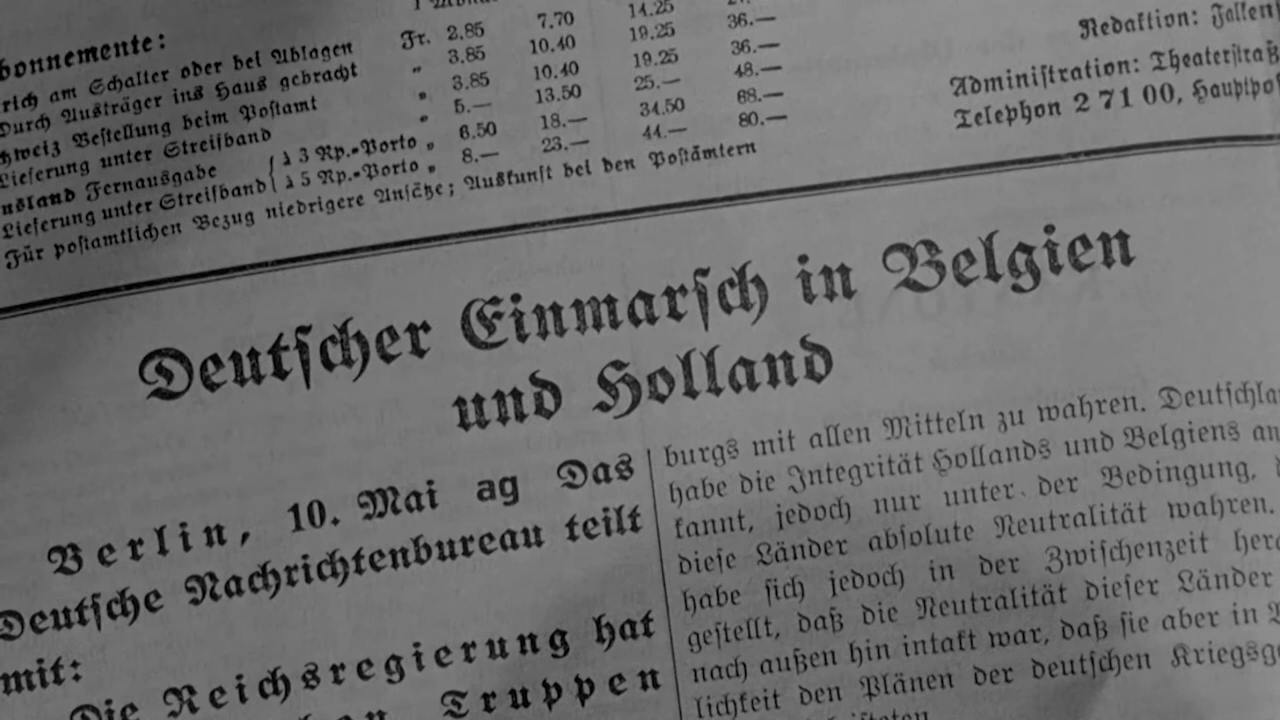 bonnemente:
rich am Schalter oder bei Ablagen Fr. 2.85 7.70 14.25
Durch Austräger ins Haus gebracht „ 3.85 10.40 19.25 36.—
hweiz Bestellung beim Postamt „ 3.85 10.40 19.25 36.—
Lieferung unter Streifband „ 5.— 13.50 25.— 48.—
usland Fernausgabe { à 3 Rp.=Porto „ 6.50 18.— 34.50 68.—
Lieferung unter Streifband { à 5 Rp.=Porto „ 8.— 23.— 44.— 80.—
Für postamtlichen Bezug niedrigere Ansätze; Auskunft bei den Postämtern
Redaktion: Falken
Administration: Theaterstraß
Telephon 2 71 00, Hauptpo
Deutscher Einmarsch in Belgien
und Holland
Berlin, 10. Mai ag Das
Deutsche Nachrichtenbureau teilt
mit:
Die Reichsregierung hat
Truppen
burgs mit allen Mitteln zu wahren. Deutschla
habe die Integrität Hollands und Belgiens an
kannt, jedoch nur unter der Bedingung,
diese Länder absolute Neutralität wahren.
habe sich jedoch in der Zwischenzeit hera
gestellt, daß die Neutralität dieser Länder
nach außen hin intakt war, daß sie aber in
lichkeit den Plänen der deutschen Kriegsge